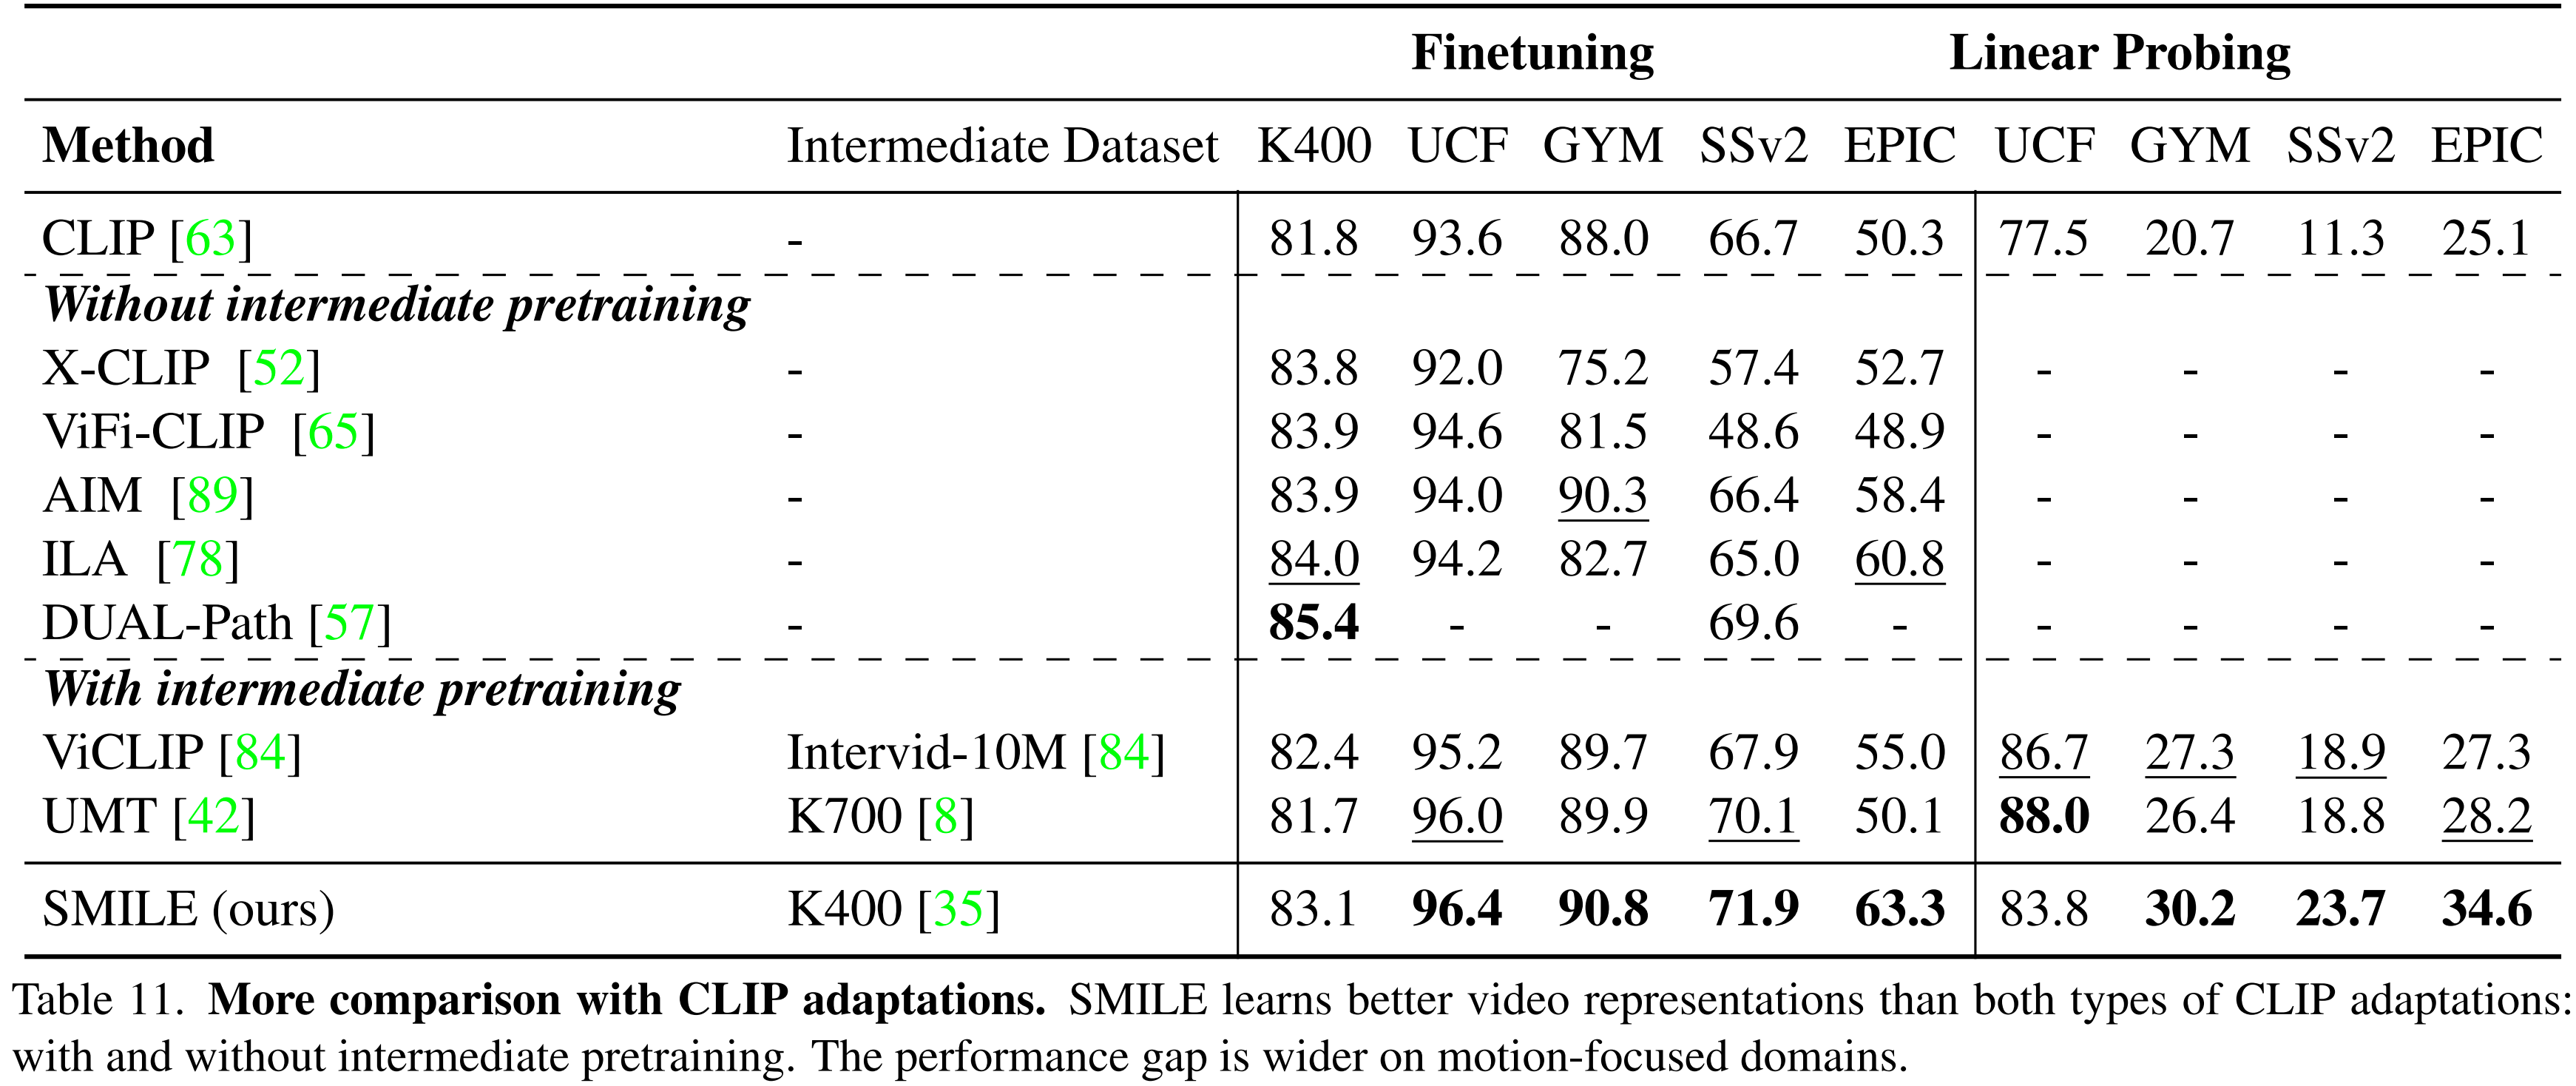 Finetuning Linear Probing
Method Intermediate Dataset K400 UCF GYM SSv2 EPIC UCF GYM SSv2 EPIC
CLIP [63] - 81.8 93.6 88.0 66.7 50.3 77.5 20.7 11.3 25.1
Without intermediate pretraining
X-CLIP [52] - 83.8 92.0 75.2 57.4 52.7 - - - -
ViFi-CLIP [65] - 83.9 94.6 81.5 48.6 48.9 - - - -
AIM [89] - 83.9 94.0 90.3 66.4 58.4 - - - -
ILA [78] - 84.0 94.2 82.7 65.0 60.8 - - - -
DUAL-Path [57] - 85.4 - - 69.6 - - - - -
With intermediate pretraining
ViCLIP [84] Intervid-10M [84] 82.4 95.2 89.7 67.9 55.0 86.7 27.3 18.9 27.3
UMT [42] K700 [8] 81.7 96.0 89.9 70.1 50.1 88.0 26.4 18.8 28.2
SMILE (ours) K400 [35] 83.1 96.4 90.8 71.9 63.3 83.8 30.2 23.7 34.6
Table 11. More comparison with CLIP adaptations. SMILE learns better video representations than both types of CLIP adaptations:
with and without intermediate pretraining. The performance gap is wider on motion-focused domains.